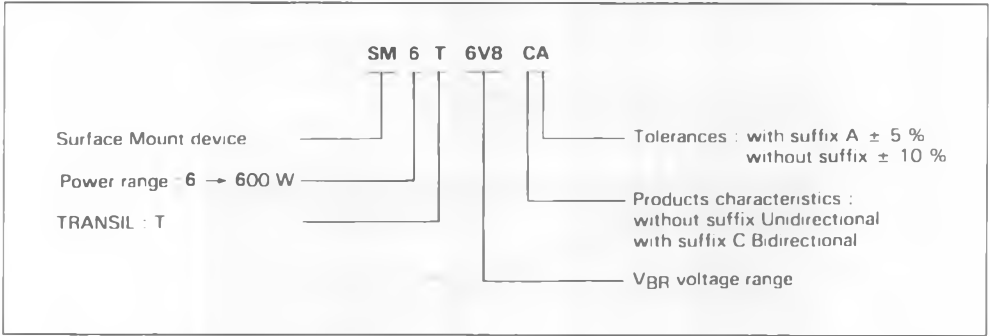 SM 6 T 6V8 CA
Surface Mount device
Power range 6 → 600 W
TRANSIL : T
Tolerances : with suffix A ± 5 %
without suffix ± 10 %
Products characteristics :
without suffix Unidirectional
with suffix C Bidirectional
VBR voltage range